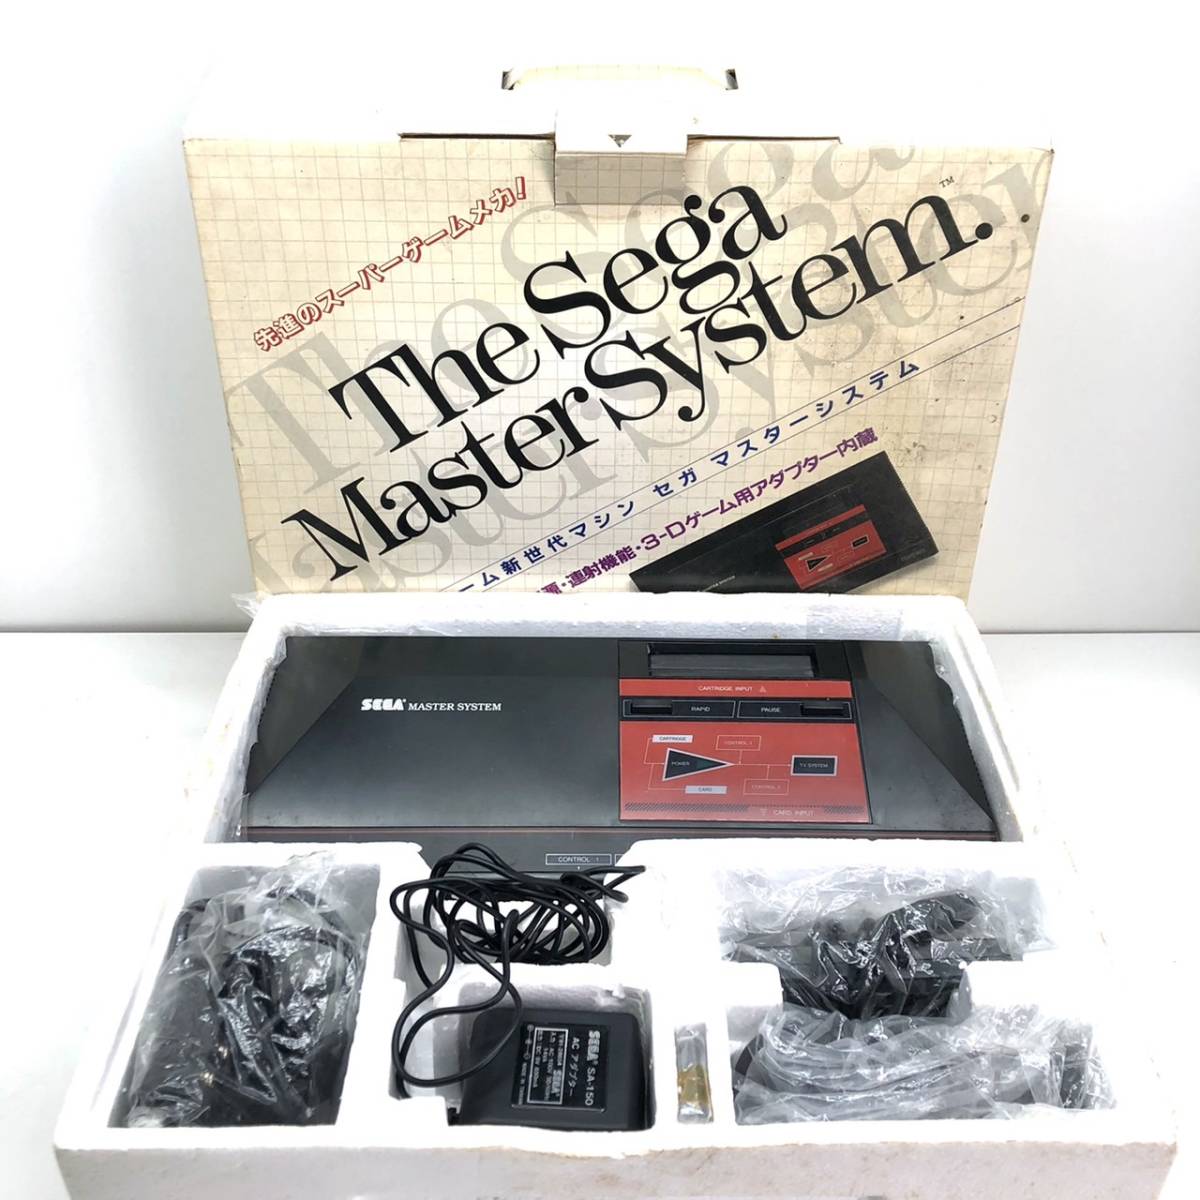 先進のスーパーゲームメカ!
The Sega
Master System.™
ーム新世代マシン セガ マスターシステム
源・連射機能・3-Dゲーム用アダプター内蔵
SEGA MASTER SYSTEM
CARTRIDGE INPUT
RAPID
PAUSE
CARTRIDGE
CONTROL 1
POWER
TV SYSTEM
CARD
CONTROL 2
CARD INPUT
CONTROL 1
SEGA SA-150
AC アダプター